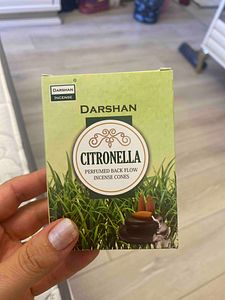 DARSHAN
INCENSE
®
DARSHAN
CITRONELLA
PERFUMED BACK FLOW
INCENSE CONES